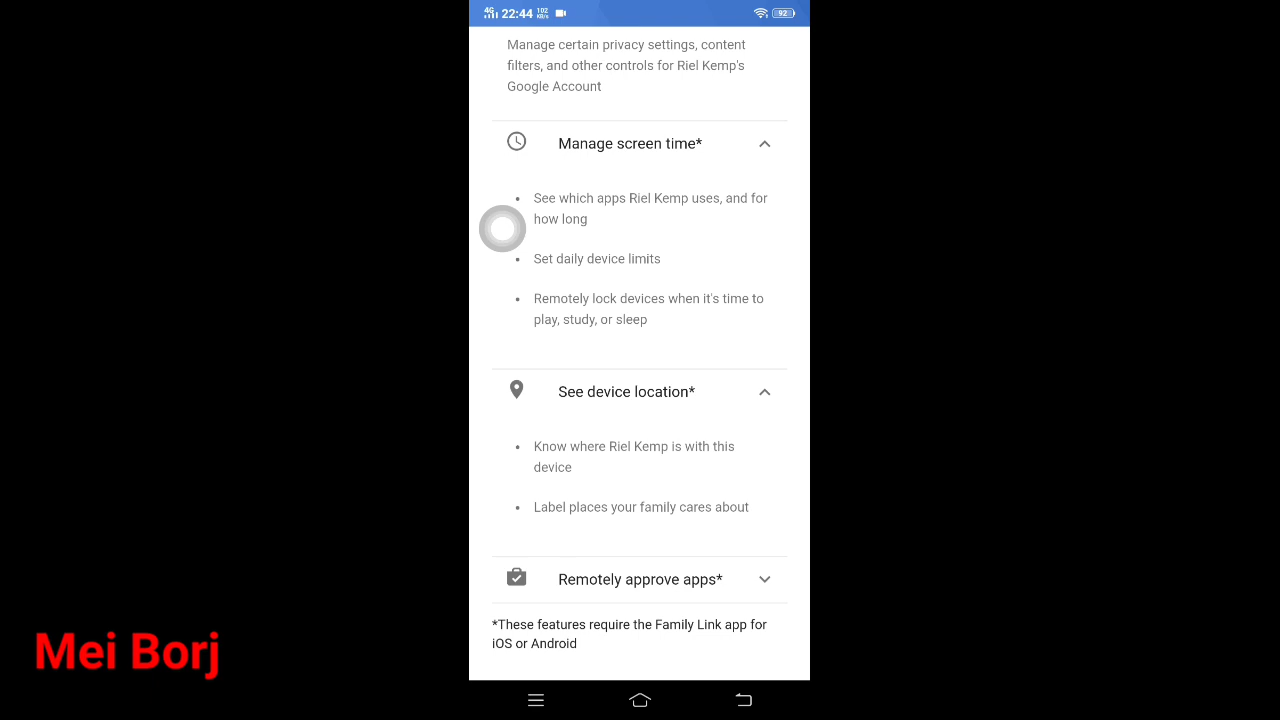 4G 22:44 102 KB/s 92
Manage certain privacy settings, content
filters, and other controls for Riel Kemp's
Google Account
Manage screen time*
• See which apps Riel Kemp uses, and for
how long
• Set daily device limits
• Remotely lock devices when it's time to
play, study, or sleep
See device location*
• Know where Riel Kemp is with this
device
• Label places your family cares about
Remotely approve apps*
*These features require the Family Link app for
iOS or Android
Mei Borj